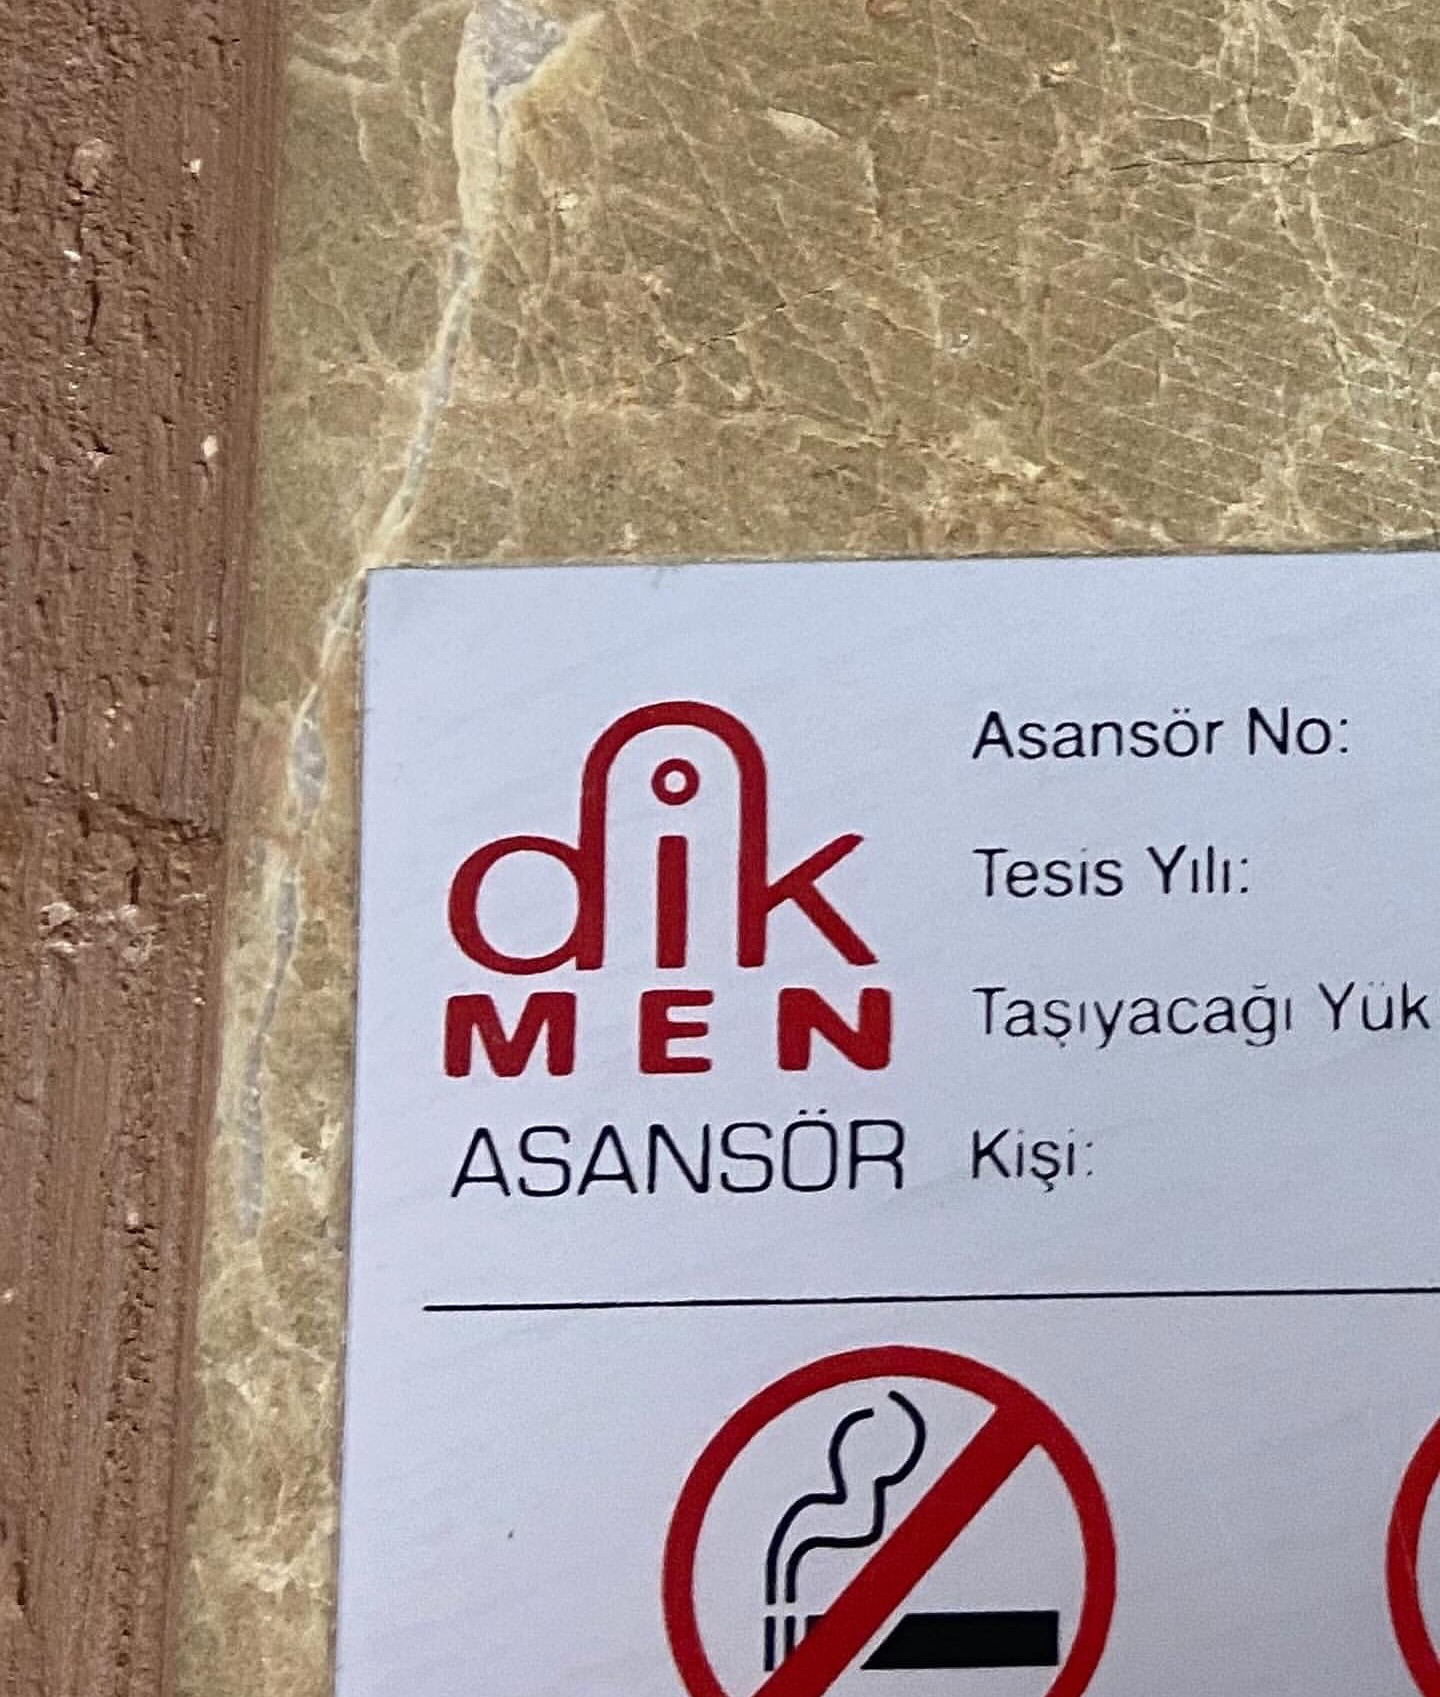 dik
MEN
ASANSÖR
Asansör No:
Tesis Yılı:
Taşıyacağı Yük
Kişi: